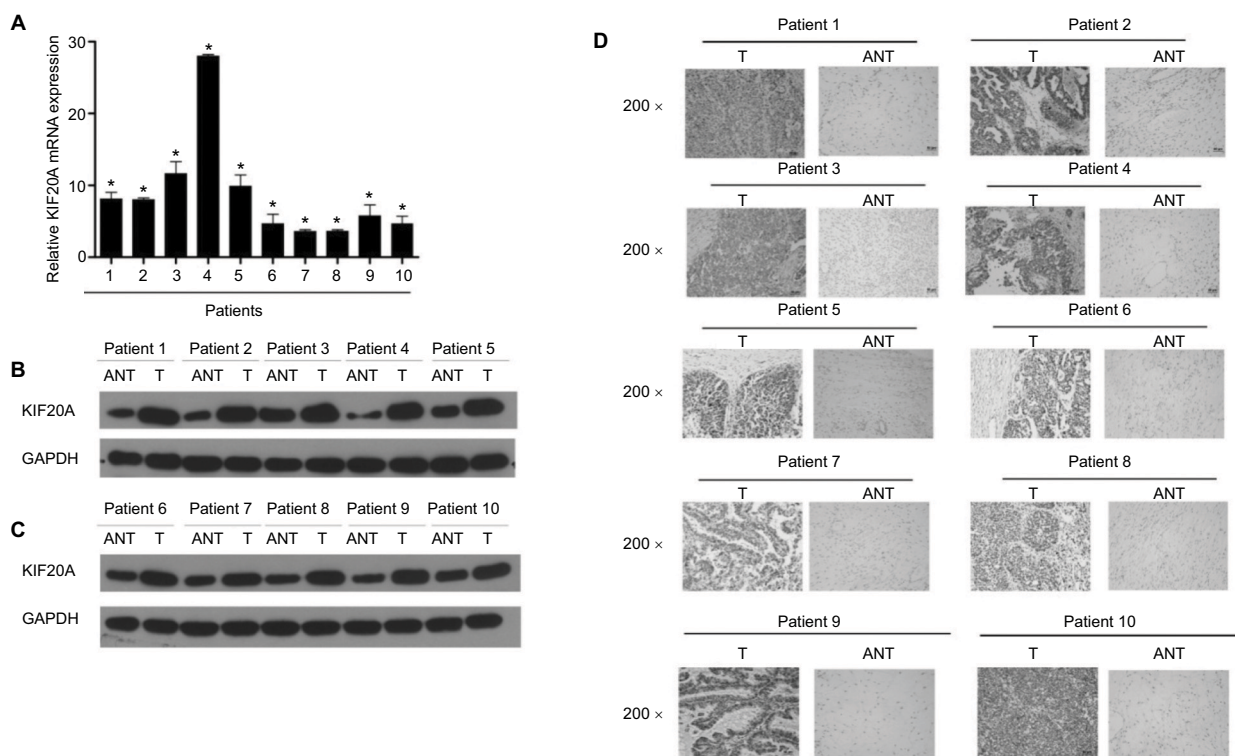 A
Relative KIF20A mRNA expression
30
20
10
0
* * * * * * * * * *
1 2 3 4 5 6 7 8 9 10
Patients
B
Patient 1 Patient 2 Patient 3 Patient 4 Patient 5
ANT T ANT T ANT T ANT T ANT T
KIF20A
GAPDH
C
Patient 6 Patient 7 Patient 8 Patient 9 Patient 10
ANT T ANT T ANT T ANT T ANT T
KIF20A
GAPDH
D
Patient 1 Patient 2
T ANT T ANT
200 ×
Patient 3 Patient 4
T ANT T ANT
200 ×
Patient 5 Patient 6
T ANT T ANT
200 ×
Patient 7 Patient 8
T ANT T ANT
200 ×
Patient 9 Patient 10
T ANT T ANT
200 ×